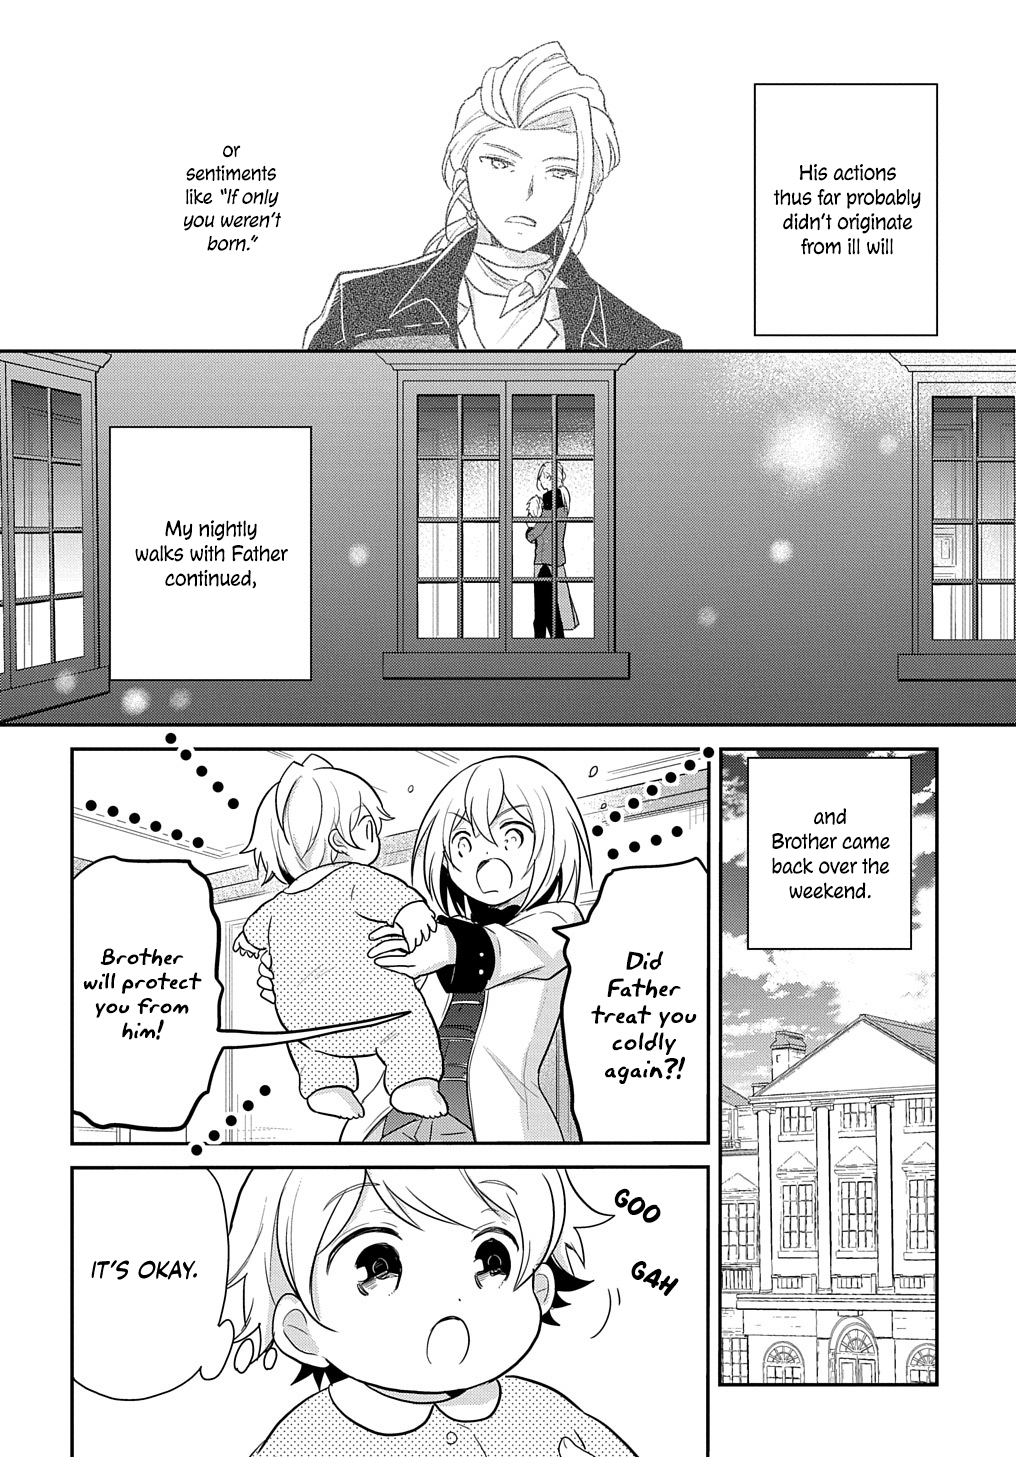 His actions
thus far probably
didn't originate
from ill will
or
sentiments
like "If only
you weren't
born."
My nightly
walks with Father
continued,
and
Brother came
back over the
weekend.
Did
Father
treat you
coldly
again?!
Brother
will protect
you from
him!
GOO
GAH
IT'S OKAY.